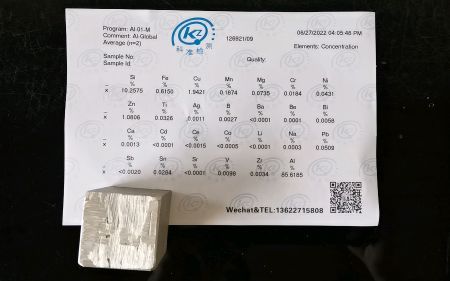 Program: Al-01-M
Comment: Al-Global
Average (n=2)
KZ
科准检测
126921/09
06/27/2022 04:05:48 PM
Elements: Concentration
Sample No:
Sample Id:
Quality:
Si Fe Cu Mn Mg Cr Ni
% % % % % % %
x 10.2575 0.6150 1.9421 0.1874 0.0735 0.0184 0.0431
Zn Ti Ag B Ba Be Bi
% % % % % % %
x 1.0806 0.0326 0.0011 0.0027 <0.0001 <0.0001 0.0058
Ca Cd Ce Co Li Na Pb
% % % % % % %
x 0.0013 <0.0001 <0.0015 <0.0005 <0.0001 0.0003 0.0509
Sb Sn Sr V Zr Al
% % % % % %
x <0.0020 0.0284 <0.0001 0.0098 0.0034 85.6185
Wechat&TEL:13622715808